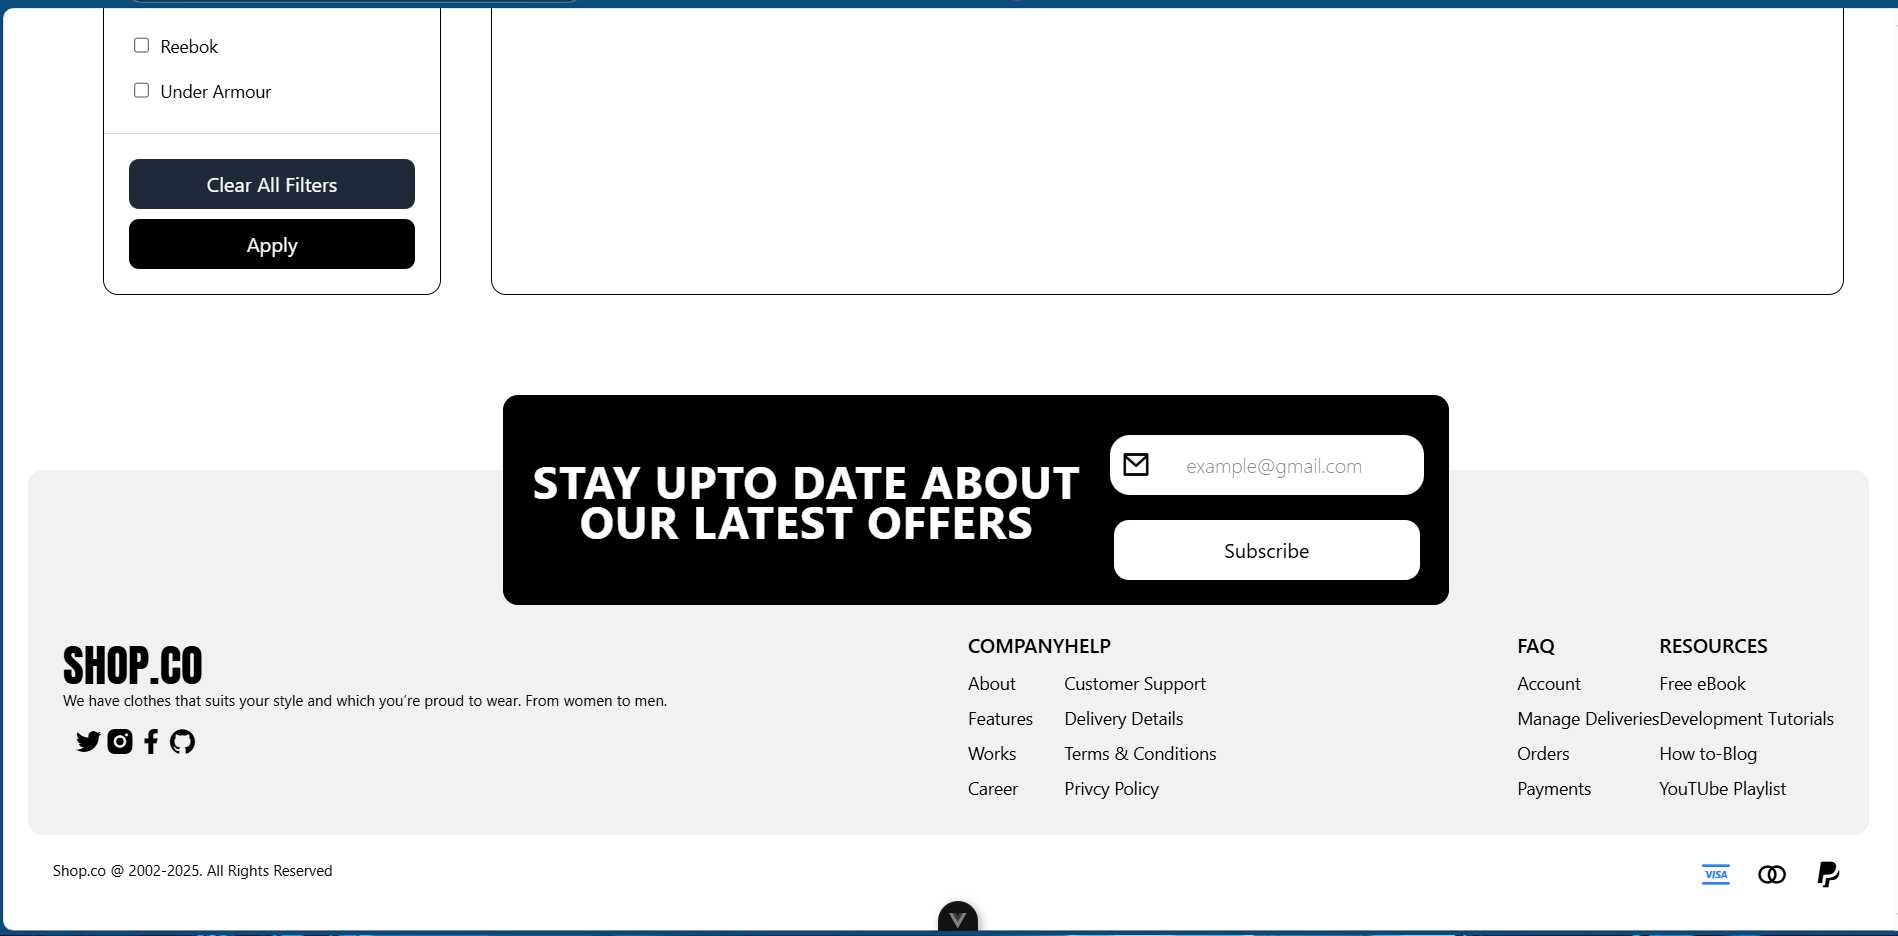 Reebok
Under Armour
Clear All Filters
Apply
STAY UPTO DATE ABOUT
OUR LATEST OFFERS
example@gmail.com
Subscribe
SHOP.CO
We have clothes that suits your style and which you’re proud to wear. From women to men.
COMPANY
About
Features
Works
Career
HELP
Customer Support
Delivery Details
Terms & Conditions
Privcy Policy
FAQ
Account
Manage Deliveries
Orders
Payments
RESOURCES
Free eBook
Development Tutorials
How to-Blog
YouTUbe Playlist
Shop.co @ 2002-2025. All Rights Reserved
VISA